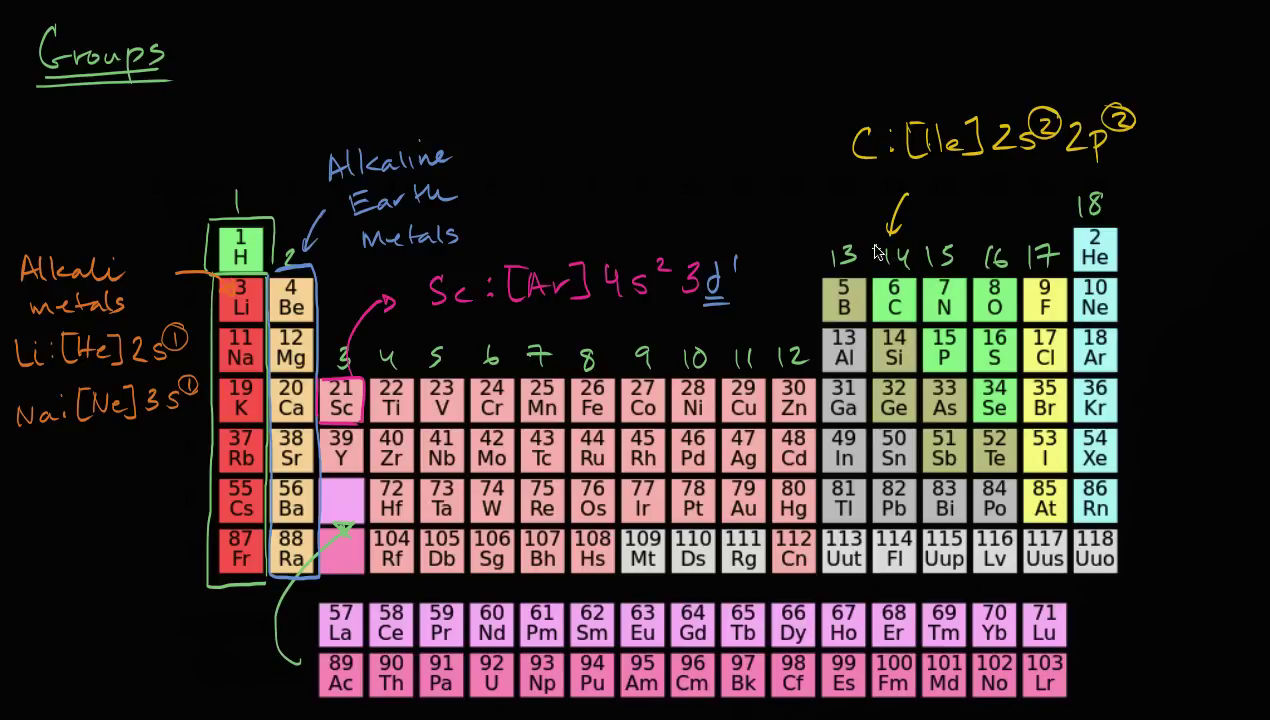 Groups
C: [He] 2s² 2p²
Alkaline
Earth
Metals
1 18
1 2
H He
2 13 14 15 16 17
Alkali
metals
Sc: [Ar] 4s² 3d¹
3 4 5 6 7 8 9 10
Li Be B C N O F Ne
Li: [He] 2s¹
11 12 13 14 15 16 17 18
Na Mg Al Si P S Cl Ar
3 4 5 6 7 8 9 10 11 12
Na: [Ne] 3s¹
19 20 21 22 23 24 25 26 27 28 29 30 31 32 33 34 35 36
K Ca Sc Ti V Cr Mn Fe Co Ni Cu Zn Ga Ge As Se Br Kr
37 38 39 40 41 42 43 44 45 46 47 48 49 50 51 52 53 54
Rb Sr Y Zr Nb Mo Tc Ru Rh Pd Ag Cd In Sn Sb Te I Xe
55 56 72 73 74 75 76 77 78 79 80 81 82 83 84 85 86
Cs Ba Hf Ta W Re Os Ir Pt Au Hg Tl Pb Bi Po At Rn
87 88 104 105 106 107 108 109 110 111 112 113 114 115 116 117 118
Fr Ra Rf Db Sg Bh Hs Mt Ds Rg Cn Uut Fl Uup Lv Uus Uuo
57 58 59 60 61 62 63 64 65 66 67 68 69 70 71
La Ce Pr Nd Pm Sm Eu Gd Tb Dy Ho Er Tm Yb Lu
89 90 91 92 93 94 95 96 97 98 99 100 101 102 103
Ac Th Pa U Np Pu Am Cm Bk Cf Es Fm Md No Lr